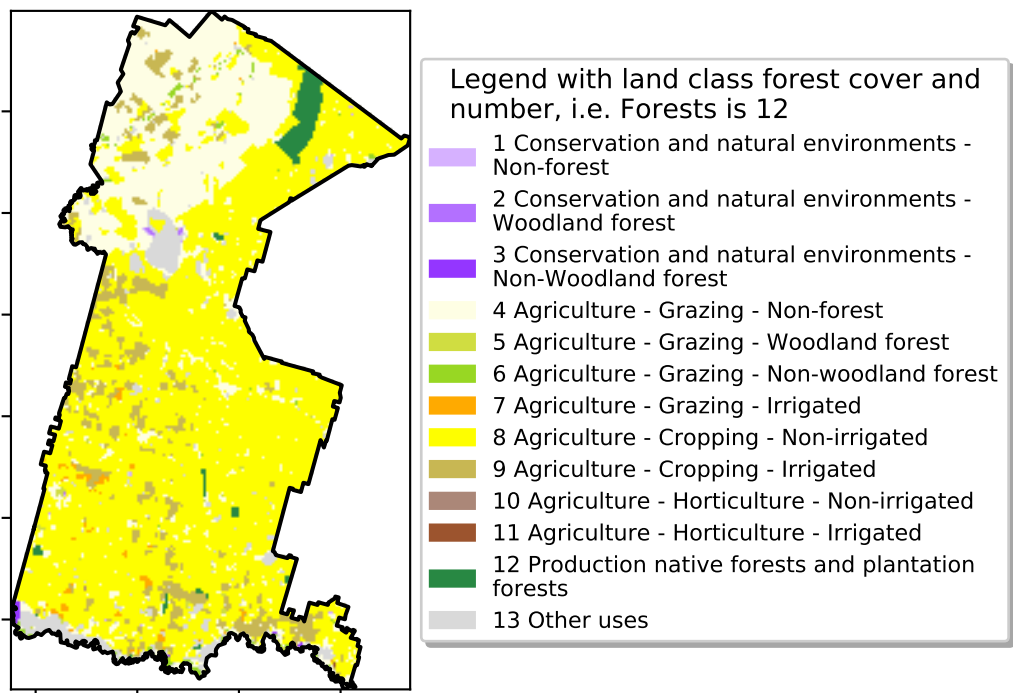 Legend with land class forest cover and
number, i.e. Forests is 12
1 Conservation and natural environments -
Non-forest
2 Conservation and natural environments -
Woodland forest
3 Conservation and natural environments -
Non-Woodland forest
4 Agriculture - Grazing - Non-forest
5 Agriculture - Grazing - Woodland forest
6 Agriculture - Grazing - Non-woodland forest
7 Agriculture - Grazing - Irrigated
8 Agriculture - Cropping - Non-irrigated
9 Agriculture - Cropping - Irrigated
10 Agriculture - Horticulture - Non-irrigated
11 Agriculture - Horticulture - Irrigated
12 Production native forests and plantation
forests
13 Other uses